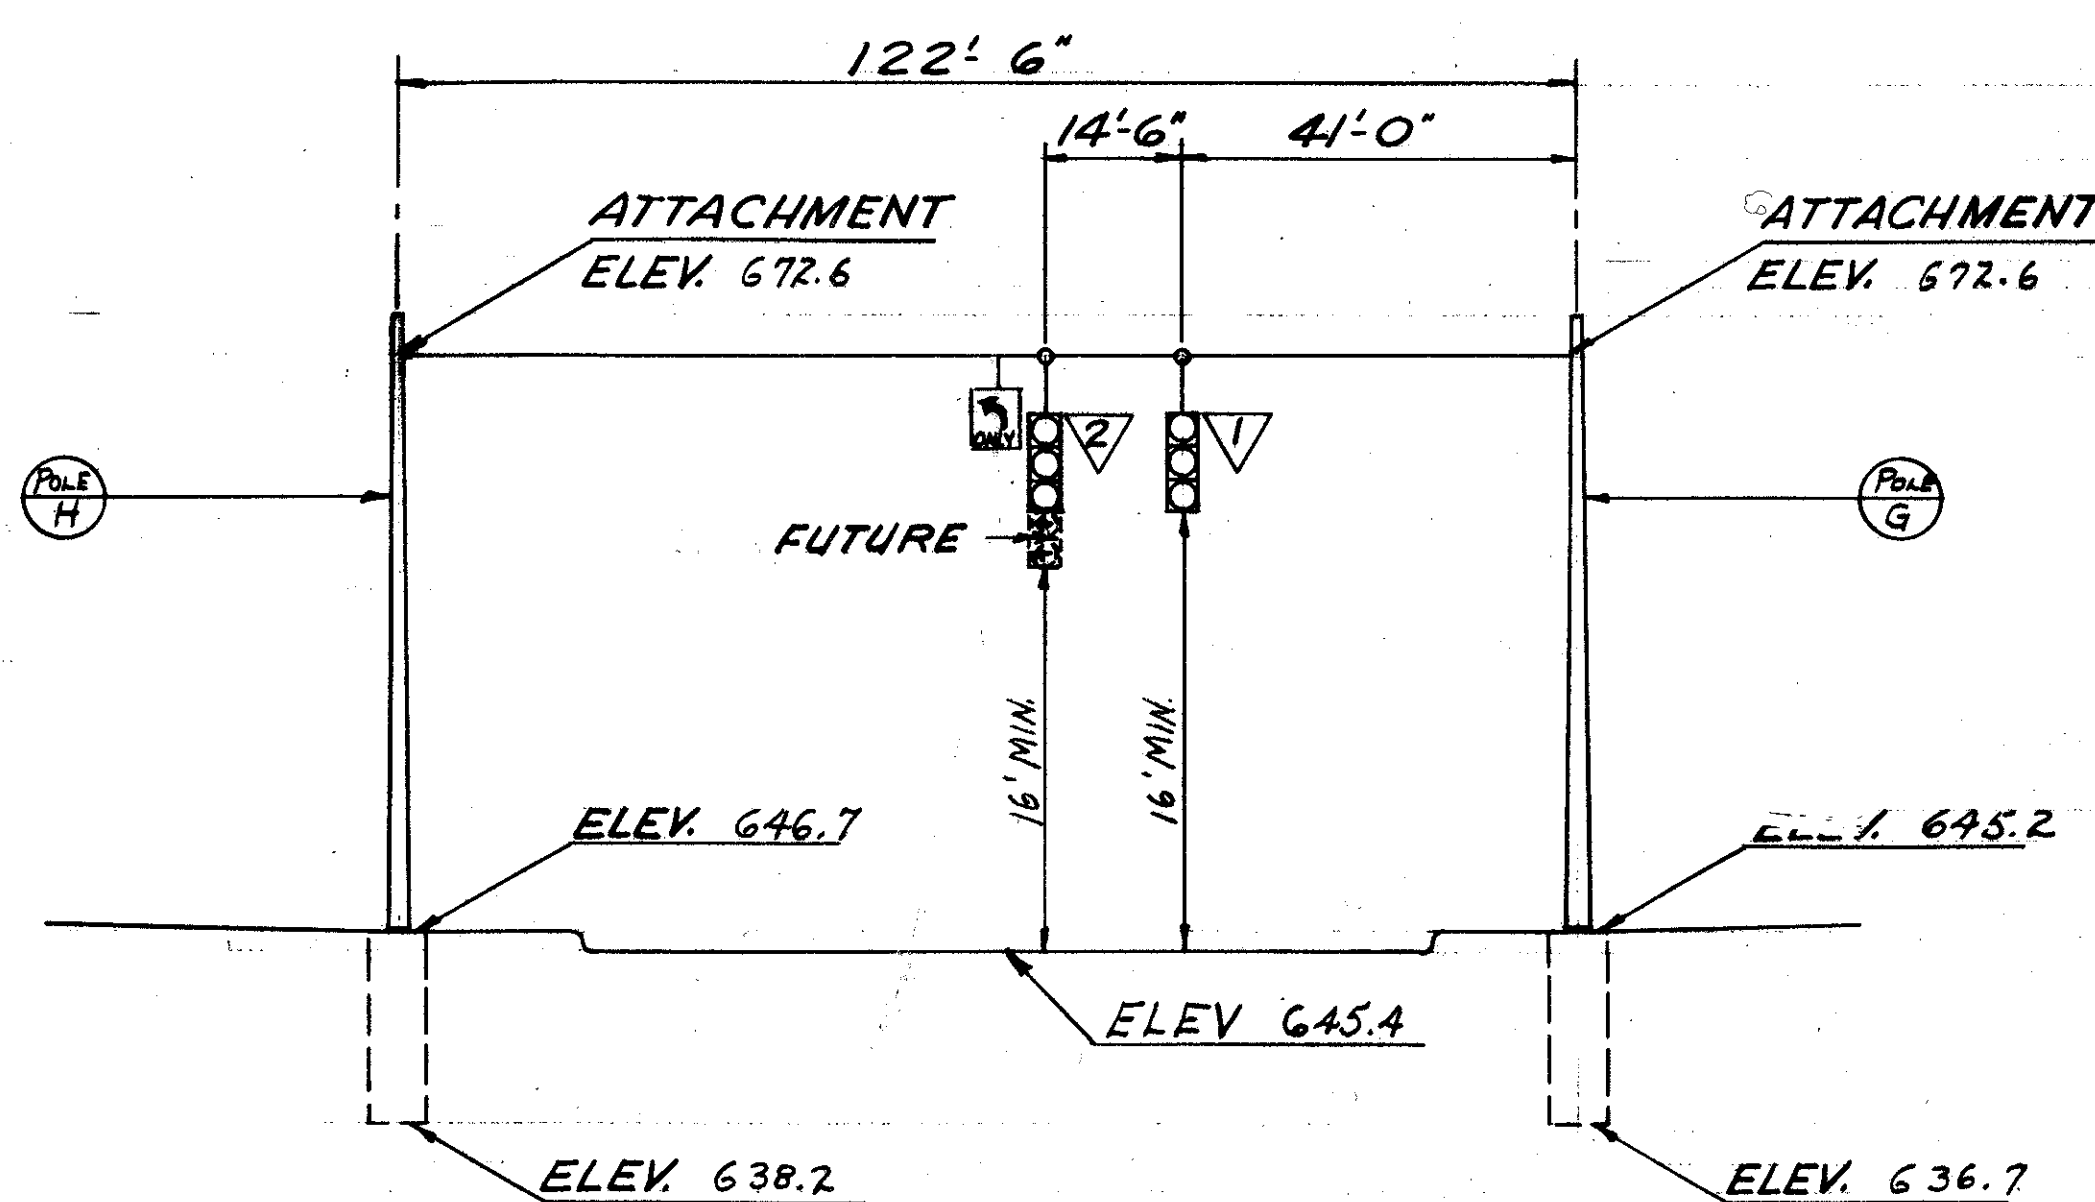 122'-6"
14'-6"
41'-0"
ATTACHMENT
ELEV. 672.6
ATTACHMENT
ELEV. 672.6
ONLY
2
1
POLE
H
POLE
G
FUTURE
16' MIN.
16' MIN.
ELEV. 646.7
ELEV. 645.2
ELEV 645.4
ELEV. 638.2
ELEV. 636.7